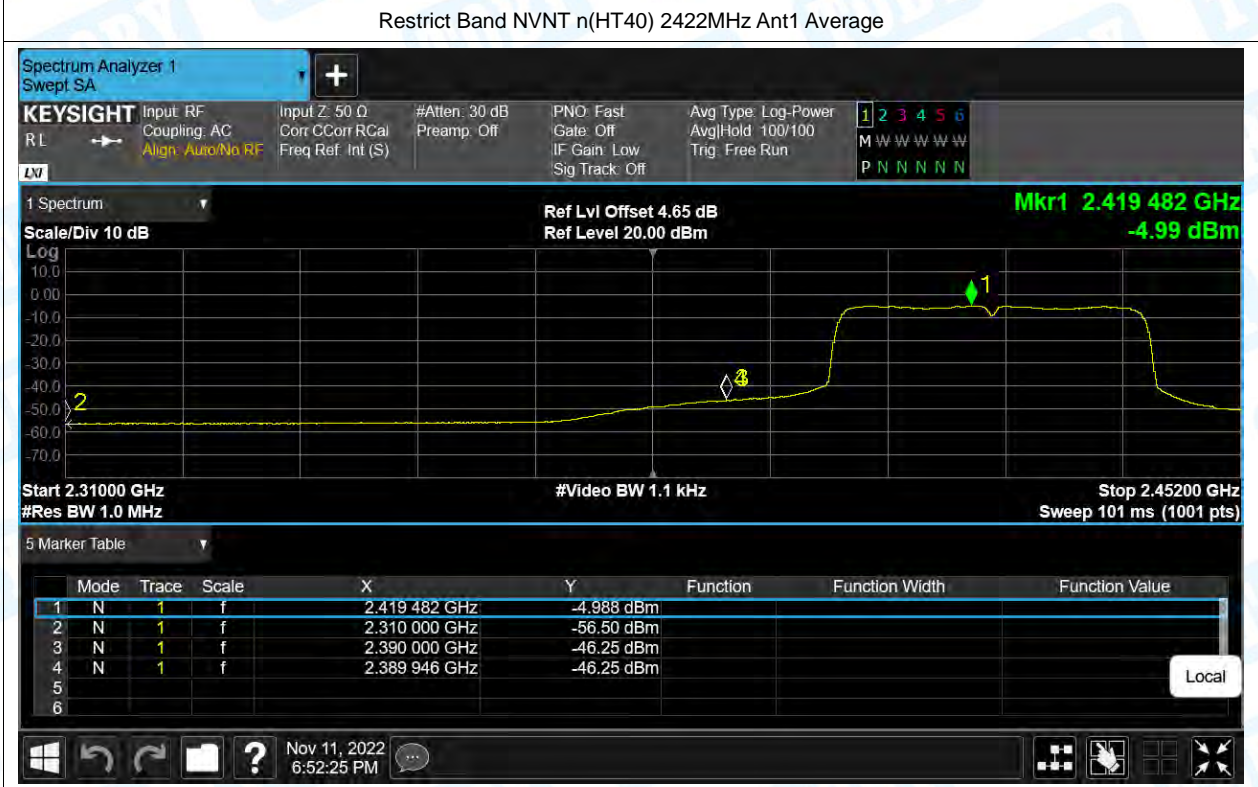 Restrict Band NVNT n(HT40) 2422MHz Ant1 Average
Spectrum Analyzer 1
Swept SA
+
KEYSIGHT
R L
LXI
Input: RF
Coupling: AC
Align: Auto/No RF
Input Z: 50 Ω
Corr CCorr RCal
Freq Ref: Int (S)
#Atten: 30 dB
Preamp: Off
PNO: Fast
Gate: Off
IF Gain: Low
Sig Track: Off
Avg Type: Log-Power
Avg|Hold: 100/100
Trig: Free Run
1 2 3 4 5 6
M W W W W W
P N N N N N
1 Spectrum
Scale/Div 10 dB
Ref Lvl Offset 4.65 dB
Ref Level 20.00 dBm
Mkr1 2.419 482 GHz
-4.99 dBm
Log
10.0
0.00
-10.0
-20.0
-30.0
-40.0
-50.0
-60.0
-70.0
1
2
Start 2.31000 GHz
#Res BW 1.0 MHz
#Video BW 1.1 kHz
Stop 2.45200 GHz
Sweep 101 ms (1001 pts)
5 Marker Table
Mode Trace Scale X Y Function Function Width Function Value
1 N 1 f 2.419 482 GHz -4.988 dBm
2 N 1 f 2.310 000 GHz -56.50 dBm
3 N 1 f 2.390 000 GHz -46.25 dBm
4 N 1 f 2.389 946 GHz -46.25 dBm
5
6
Local
?
Nov 11, 2022
6:52:25 PM